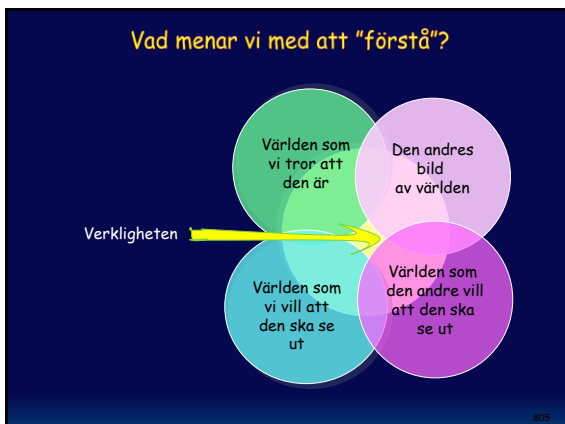 Vad menar vi med att ”förstå”?
Världen som
vi tror att
den är
Den andres
bild
av världen
Verkligheten
Världen som
vi vill att
den ska se
ut
Världen som
den andre vill
att den ska
se ut
805